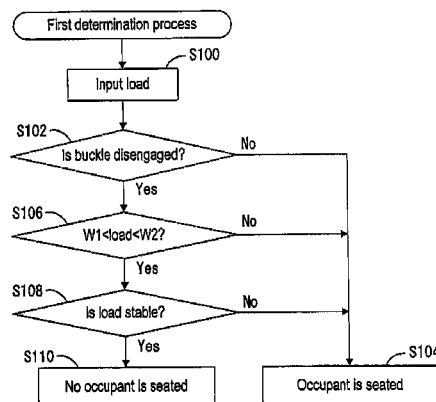 First determination process
S100
Input load
S102
Is buckle disengaged?
No
Yes
S106
W1<load<W2?
No
Yes
S108
Is load stable?
No
Yes
S110
No occupant is seated
S104
Occupant is seated